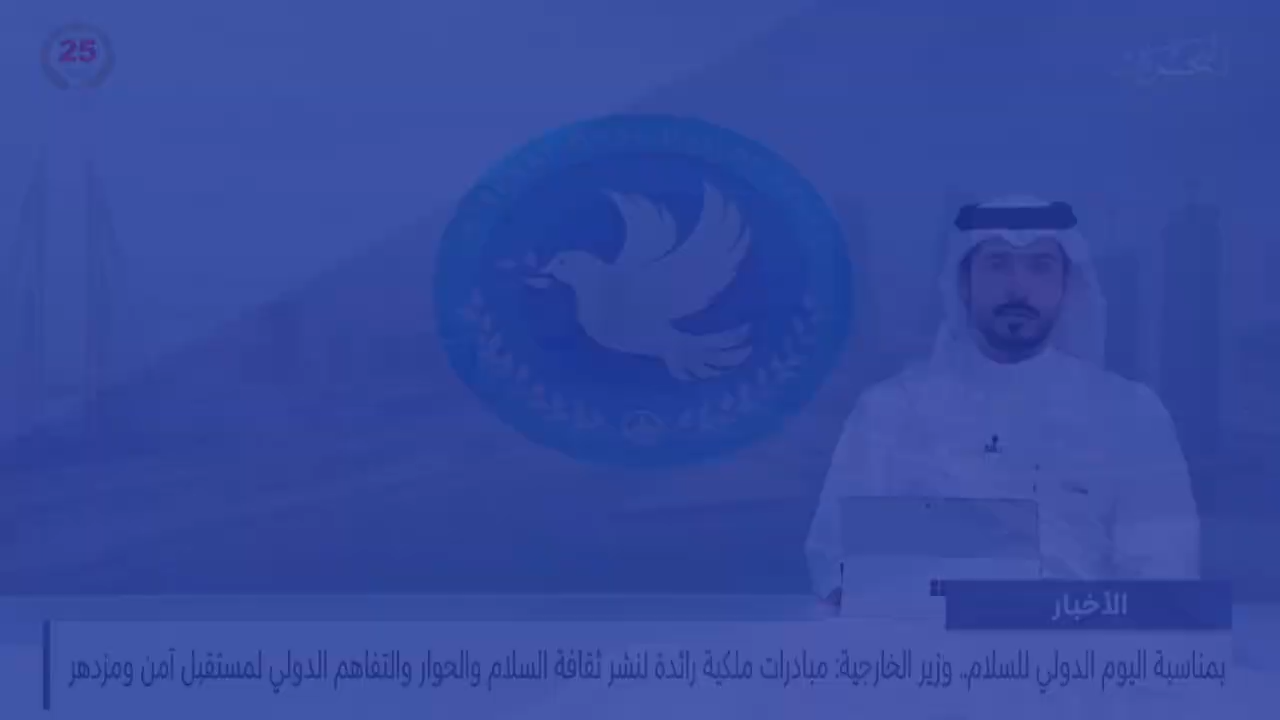 25
البحرين
الأخبار
بمناسبة اليوم الدولي للسلام.. وزير الخارجية: مبادرات ملكية رائدة لنشر ثقافة السلام والحوار والتفاهم الدولي لمستقبل آمن ومزدهر